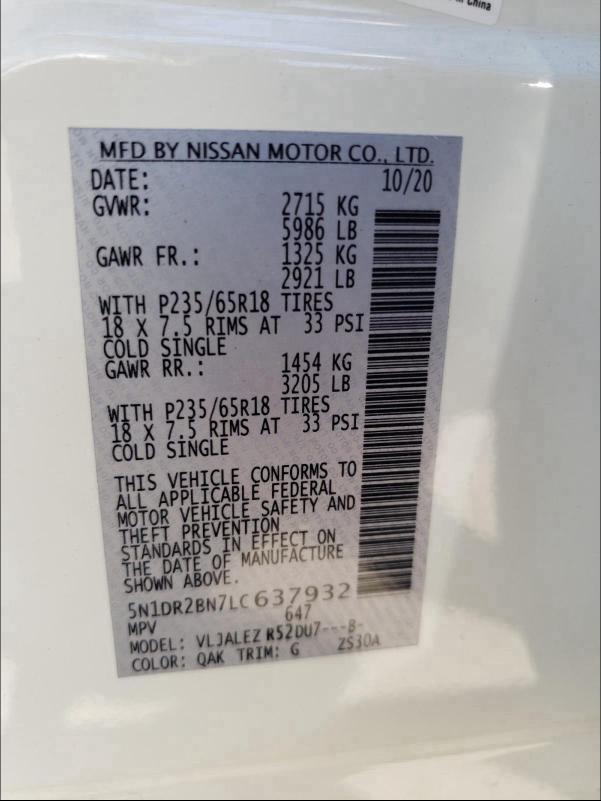 in China
MFD BY NISSAN MOTOR CO., LTD.
DATE: 10/20
GVWR: 2715 KG
5986 LB
GAWR FR.: 1325 KG
2921 LB
WITH P235/65R18 TIRES
18 X 7.5 RIMS AT 33 PSI
COLD SINGLE
GAWR RR.: 1454 KG
3205 LB
WITH P235/65R18 TIRES
18 X 7.5 RIMS AT 33 PSI
COLD SINGLE
THIS VEHICLE CONFORMS TO
ALL APPLICABLE FEDERAL
MOTOR VEHICLE SAFETY AND
THEFT PREVENTION
STANDARDS IN EFFECT ON
THE DATE OF MANUFACTURE
SHOWN ABOVE.
5N1DR2BN7LC637932
MPV 647
MODEL: VLJALEZ R52DU7---B-
COLOR: QAK TRIM: G ZS30A